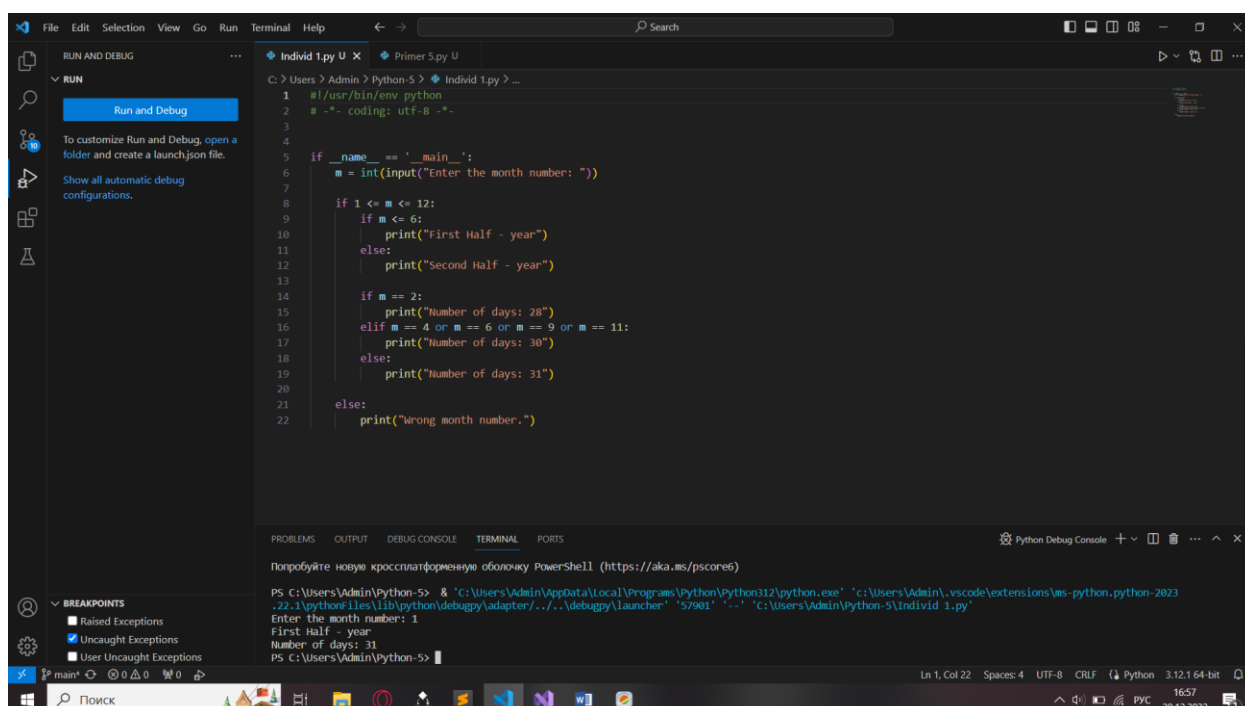 File Edit Selection View Go Run Terminal Help
Search
RUN AND DEBUG
RUN
Run and Debug
To customize Run and Debug, open a
folder and create a launch.json file.
Show all automatic debug
configurations.
10
Individ 1.py U
Primer 5.py U
C: > Users > Admin > Python-5 > Individ 1.py > ...
1 #!/usr/bin/env python
2 # -*- coding: utf-8 -*-
3
4
5 if __name__ == '__main__':
6 m = int(input("Enter the month number: "))
7
8 if 1 <= m <= 12:
9 if m <= 6:
10 print("First Half - year")
11 else:
12 print("Second Half - year")
13
14 if m == 2:
15 print("Number of days: 28")
16 elif m == 4 or m == 6 or m == 9 or m == 11:
17 print("Number of days: 30")
18 else:
19 print("Number of days: 31")
20
21 else:
22 print("Wrong month number.")
PROBLEMS OUTPUT DEBUG CONSOLE TERMINAL PORTS
Python Debug Console
Попробуйте новую кроссплатформенную оболочку PowerShell (https://aka.ms/pscore6)
PS C:\Users\Admin\Python-5> & 'C:\Users\Admin\AppData\Local\Programs\Python\Python312\python.exe' 'c:\Users\Admin\.vscode\extensions\ms-python.python-2023
.22.1\pythonFiles\lib\python\debugpy\adapter/../..\debugpy\launcher' '57901' '--' 'C:\Users\Admin\Python-5\Individ 1.py'
Enter the month number: 1
First Half - year
Number of days: 31
PS C:\Users\Admin\Python-5>
BREAKPOINTS
Raised Exceptions
Uncaught Exceptions
User Uncaught Exceptions
main* 0 0 0
Ln 1, Col 22 Spaces: 4 UTF-8 CRLF Python 3.12.1 64-bit
Поиск
РУС
16:57